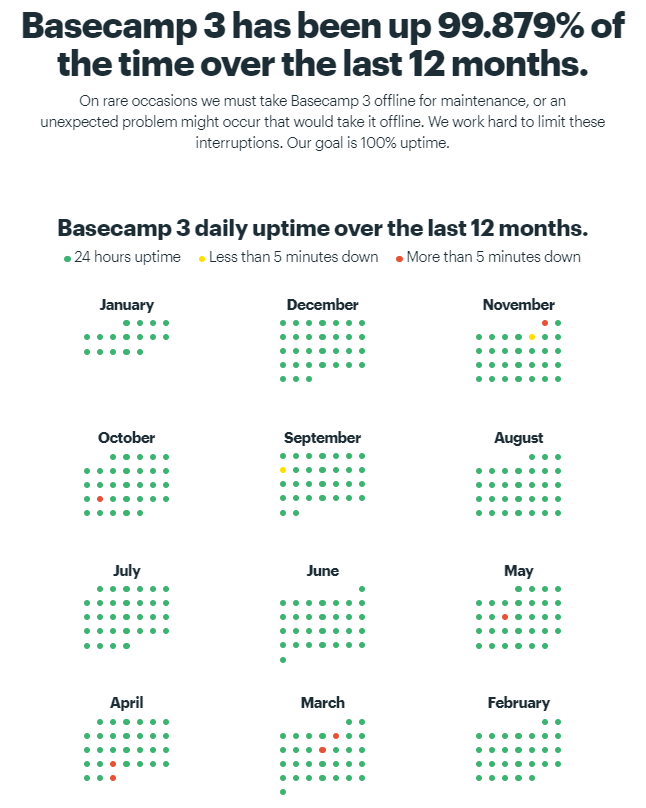 Basecamp 3 has been up 99.879% of
the time over the last 12 months.
On rare occasions we must take Basecamp 3 offline for maintenance, or an
unexpected problem might occur that would take it offline. We work hard to limit these
interruptions. Our goal is 100% uptime.
Basecamp 3 daily uptime over the last 12 months.
24 hours uptime Less than 5 minutes down More than 5 minutes down
January December November
October September August
July June May
April March February